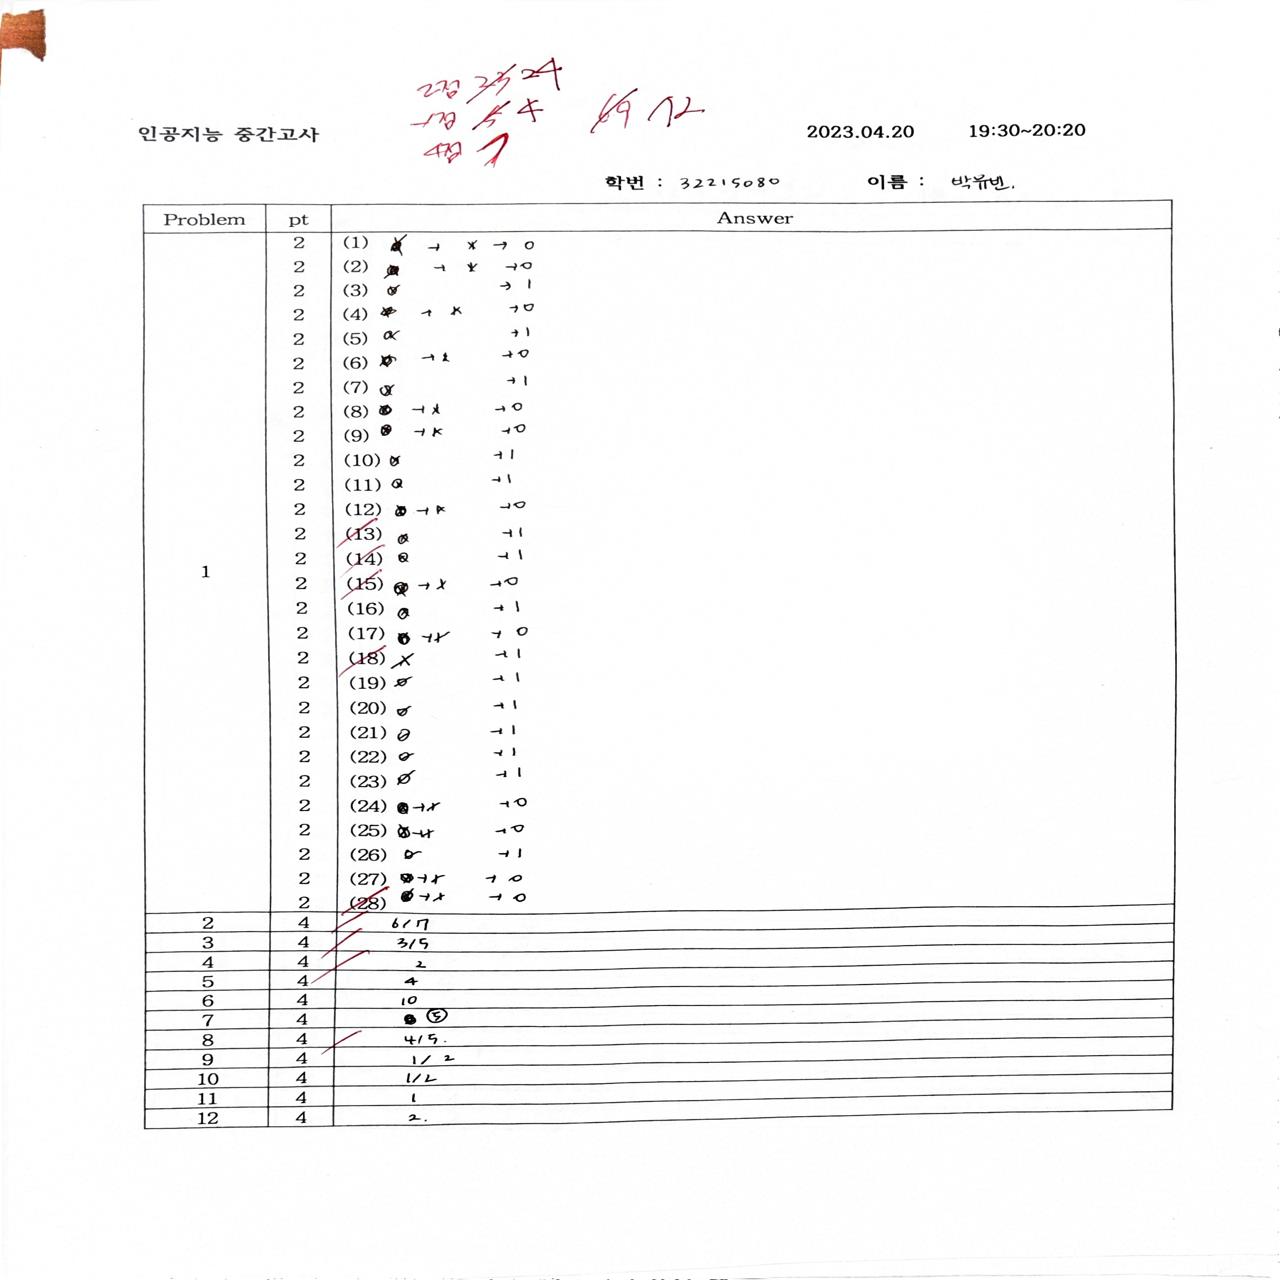 2점 23 24
4점 5 4
69 72
인공지능 중간고사
2023.04.20 19:30~20:20
학번 : 32215080 이름 : 박유빈.
Problem pt Answer
1
2 (1) → x → 0
2 (2) → x → 0
2 (3) → 1
2 (4) → x → 0
2 (5) → 1
2 (6) → x → 0
2 (7) → 1
2 (8) → x → 0
2 (9) → x → 0
2 (10) → 1
2 (11) → 1
2 (12) → x → 0
2 (13) → 1
2 (14) → 1
2 (15) → x → 0
2 (16) → 1
2 (17) → x → 0
2 (18) x → 1
2 (19) o → 1
2 (20) o → 1
2 (21) o → 1
2 (22) o → 1
2 (23) o → 1
2 (24) → x → 0
2 (25) → x → 0
2 (26) o → 1
2 (27) → x → 0
2 (28) → x → 0
2 4 6/7
3 4 3/5
4 4 2
5 4 4
6 4 10
7 4 ⑤
8 4 4/5.
9 4 1/2
10 4 1/2
11 4 1
12 4 2.